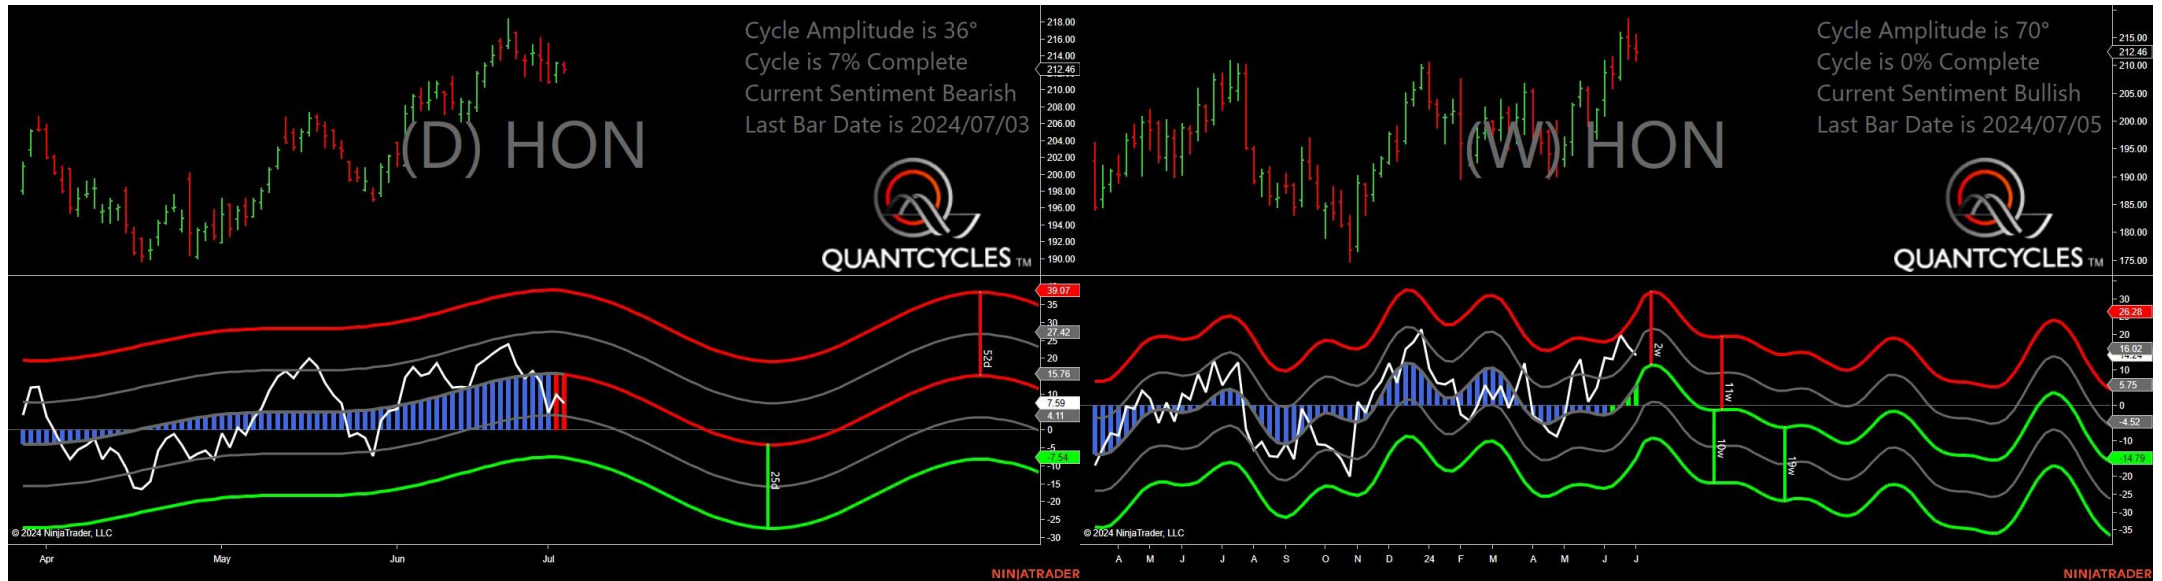 Cycle Amplitude is 36°
Cycle is 7% Complete
Current Sentiment Bearish
Last Bar Date is 2024/07/03
(D) HON
QUANTCYCLES TM
218.00
216.00
214.00
212.46
210.00
208.00
206.00
204.00
202.00
200.00
198.00
196.00
194.00
192.00
190.00
39.07
35
30
27.42
25
20
15.76
10
7.59
4.11
0
-5
-7.54
-10
-15
-20
-25
-30
52d
25d
© 2024 NinjaTrader, LLC
Apr May Jun Jul
NINJATRADER
Cycle Amplitude is 70°
Cycle is 0% Complete
Current Sentiment Bullish
Last Bar Date is 2024/07/05
(W) HON
QUANTCYCLES TM
215.00
212.46
210.00
205.00
200.00
195.00
190.00
185.00
180.00
175.00
30
26.28
20
16.02
14.24
10
5.75
0
-4.52
-10
-14.79
-20
-25
-30
-35
2w
11w
10w
19w
© 2024 NinjaTrader, LLC
A M J J A S O N D 24 F M A M J J
NINJATRADER